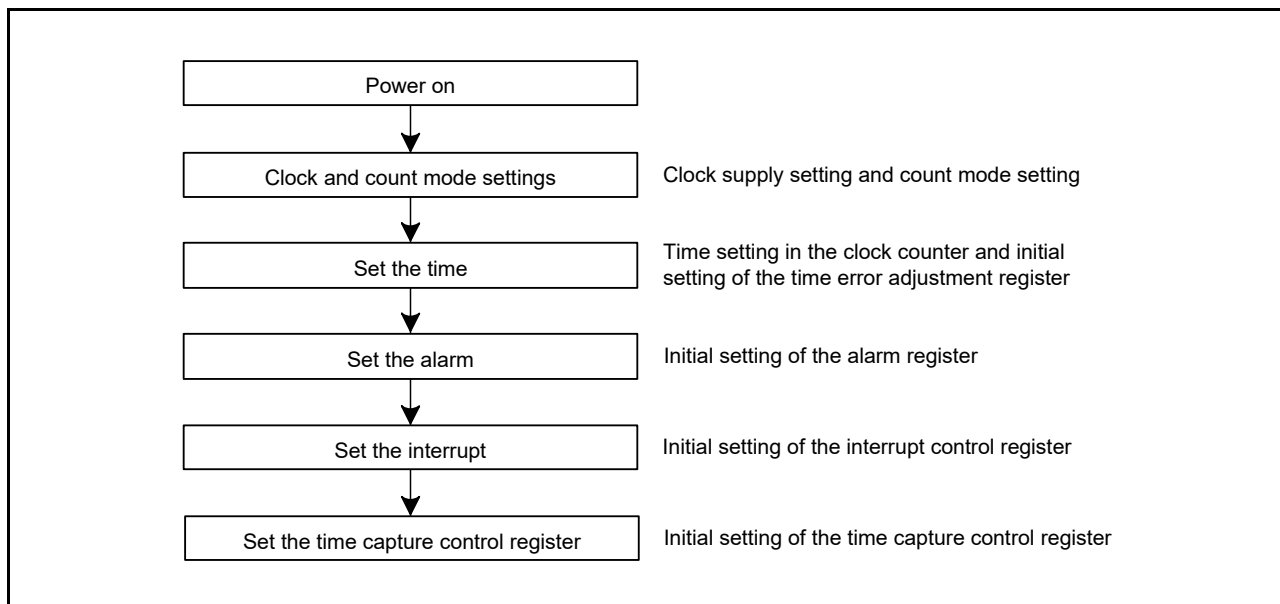 Power on
Clock and count mode settings
Clock supply setting and count mode setting
Set the time
Time setting in the clock counter and initial
setting of the time error adjustment register
Set the alarm
Initial setting of the alarm register
Set the interrupt
Initial setting of the interrupt control register
Set the time capture control register
Initial setting of the time capture control register